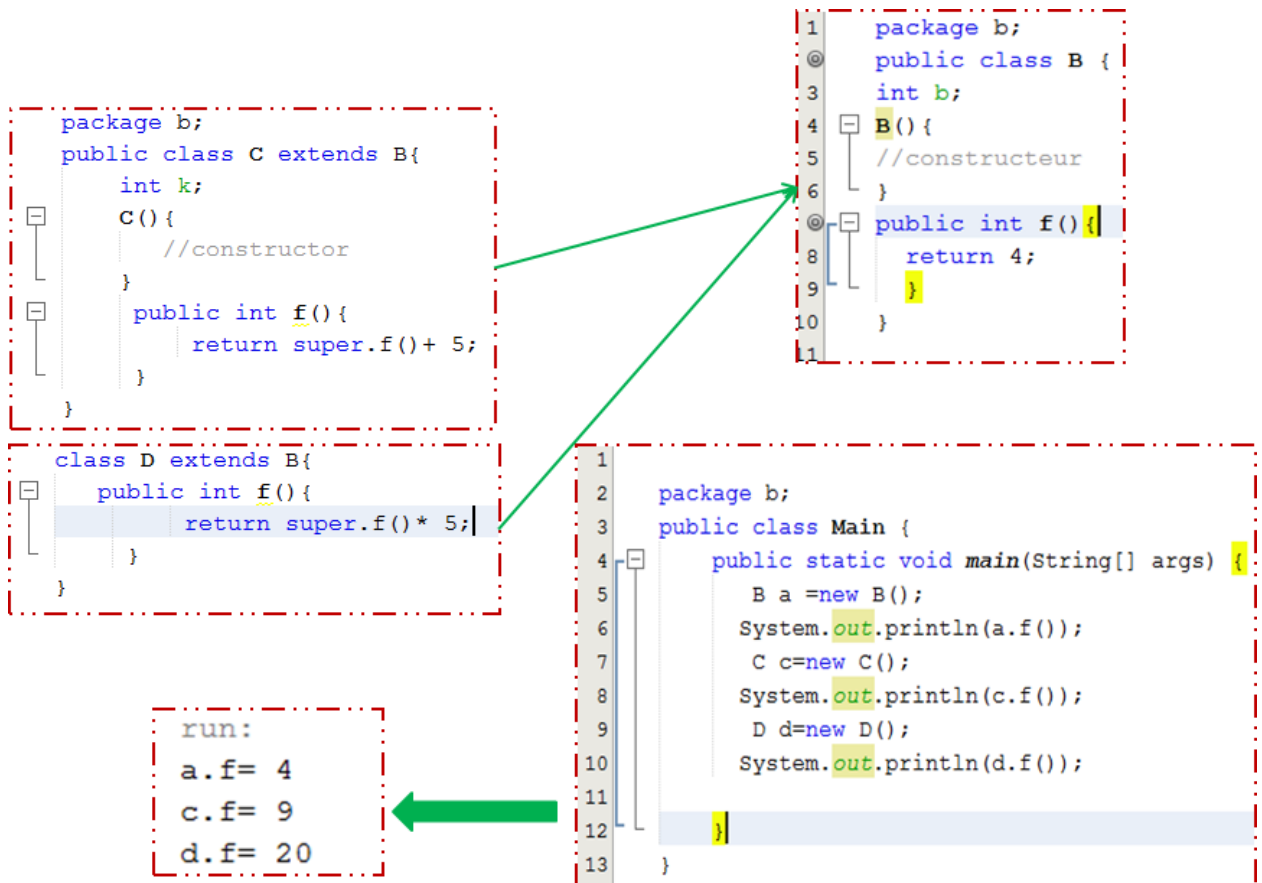 package b;
public class C extends B{
int k;
C(){
//constructor
}
public int f(){
return super.f()+ 5;
}
}
class D extends B{
public int f(){
return super.f()* 5;
}
}
1 package b;
public class B {
3 int b;
4 B(){
5 //constructeur
6 }
public int f(){
8 return 4;
9 }
10 }
11
1
2 package b;
3 public class Main {
4 public static void main(String[] args) {
5 B a =new B();
6 System.out.println(a.f());
7 C c=new C();
8 System.out.println(c.f());
9 D d=new D();
10 System.out.println(d.f());
11
12 }
13 }
run:
a.f= 4
c.f= 9
d.f= 20